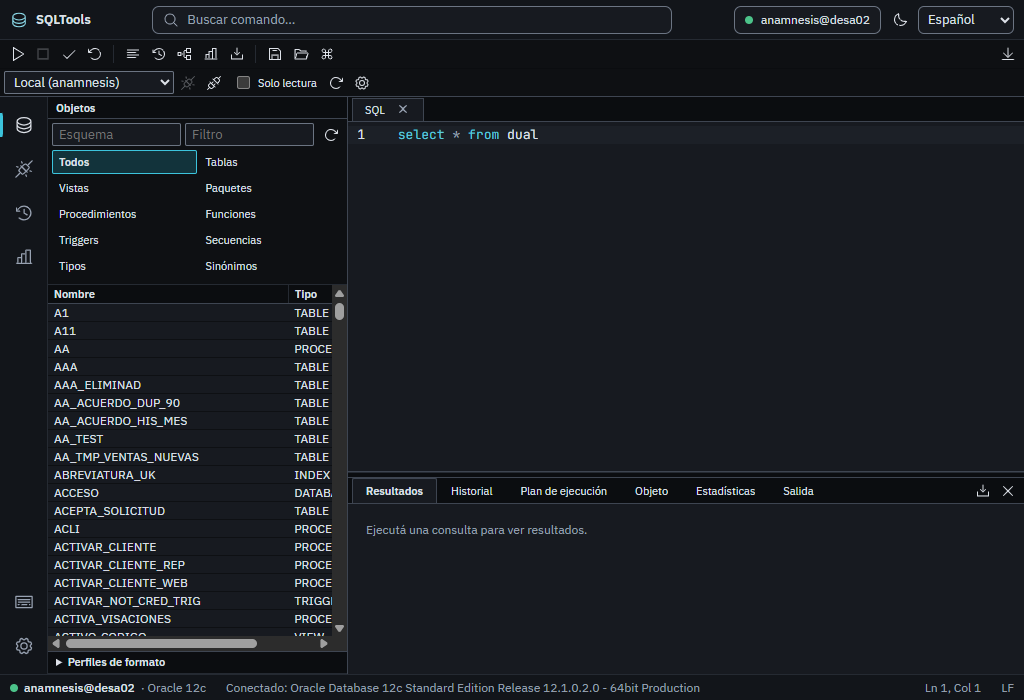 SQLTools
Buscar comando...
anamnesis@desa02
Español
Local (anamnesis)
Solo lectura
Objetos
Esquema
Filtro
Todos
Tablas
Vistas
Paquetes
Procedimientos
Funciones
Triggers
Secuencias
Tipos
Sinónimos
Nombre Tipo
A1 TABLE
A11 TABLE
AA PROCE
AAA TABLE
AAA_ELIMINAD TABLE
AA_ACUERDO_DUP_90 TABLE
AA_ACUERDO_HIS_MES TABLE
AA_TEST TABLE
AA_TMP_VENTAS_NUEVAS TABLE
ABREVIATURA_UK INDEX
ACCESO DATAB
ACEPTA_SOLICITUD TABLE
ACLI PROCE
ACTIVAR_CLIENTE PROCE
ACTIVAR_CLIENTE_REP PROCE
ACTIVAR_CLIENTE_WEB PROCE
ACTIVAR_NOT_CRED_TRIG TRIGG
ACTIVA_VISACIONES PROCE
ACTIVO_CODIGO VIEW
Perfiles de formato
SQL
1 select * from dual
Resultados
Historial
Plan de ejecución
Objeto
Estadísticas
Salida
Ejecutá una consulta para ver resultados.
anamnesis@desa02 · Oracle 12c Conectado: Oracle Database 12c Standard Edition Release 12.1.0.2.0 - 64bit Production Ln 1, Col 1 LF